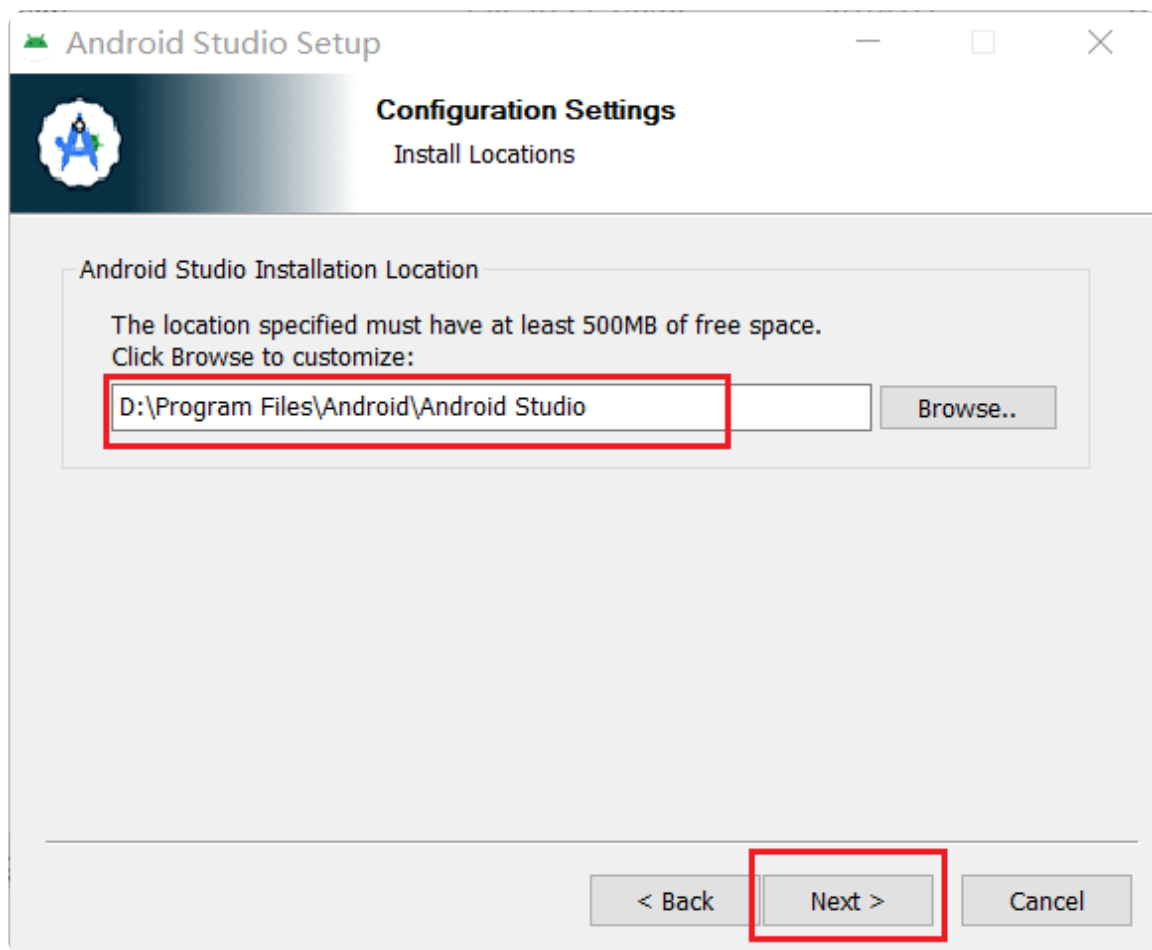 Android Studio Setup
Configuration Settings
Install Locations
Android Studio Installation Location
The location specified must have at least 500MB of free space.
Click Browse to customize:
D:\Program Files\Android\Android Studio
Browse..
< Back
Next >
Cancel